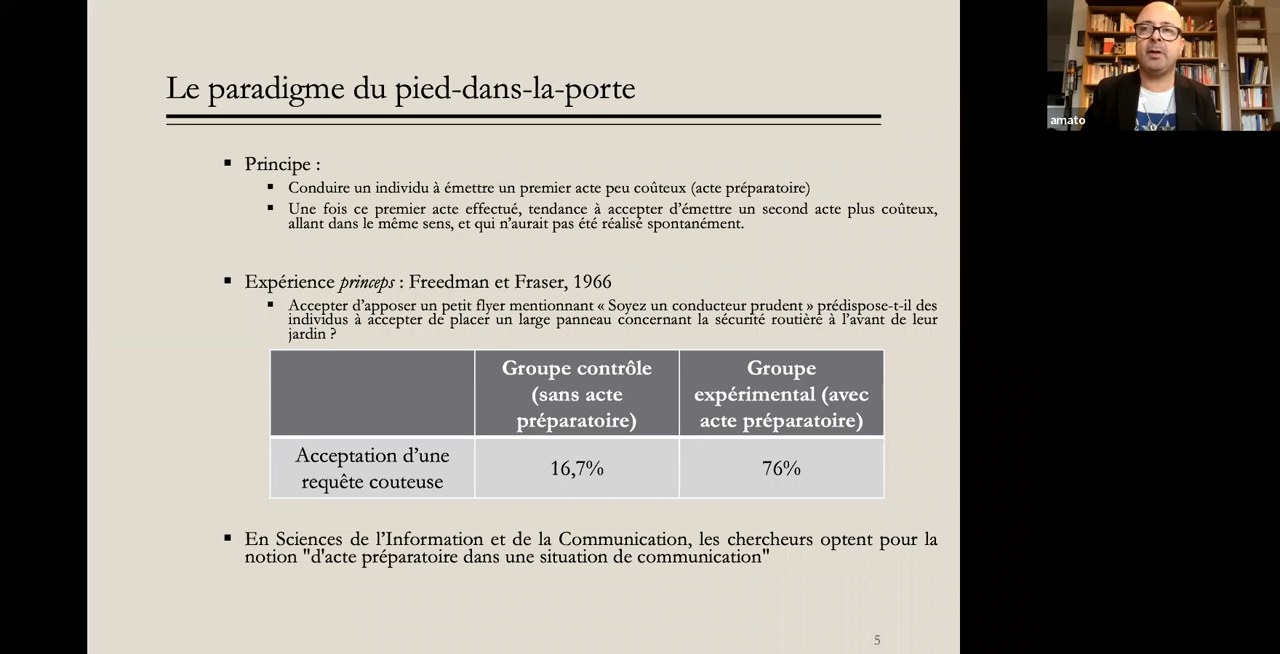 Le paradigme du pied-dans-la-porte
▪ Principe :
▪ Conduire un individu à émettre un premier acte peu coûteux (acte préparatoire)
▪ Une fois ce premier acte effectué, tendance à accepter d’émettre un second acte plus coûteux,
allant dans le même sens, et qui n’aurait pas été réalisé spontanément.
▪ Expérience princeps : Freedman et Fraser, 1966
▪ Accepter d’apposer un petit flyer mentionnant « Soyez un conducteur prudent » prédispose-t-il des
individus à accepter de placer un large panneau concernant la sécurité routière à l’avant de leur
jardin ?
Groupe contrôle
(sans acte
préparatoire)
Groupe
expérimental (avec
acte préparatoire)
Acceptation d’une
requête couteuse
16,7%
76%
▪ En Sciences de l’Information et de la Communication, les chercheurs optent pour la
notion "d'acte préparatoire dans une situation de communication"
5
amato